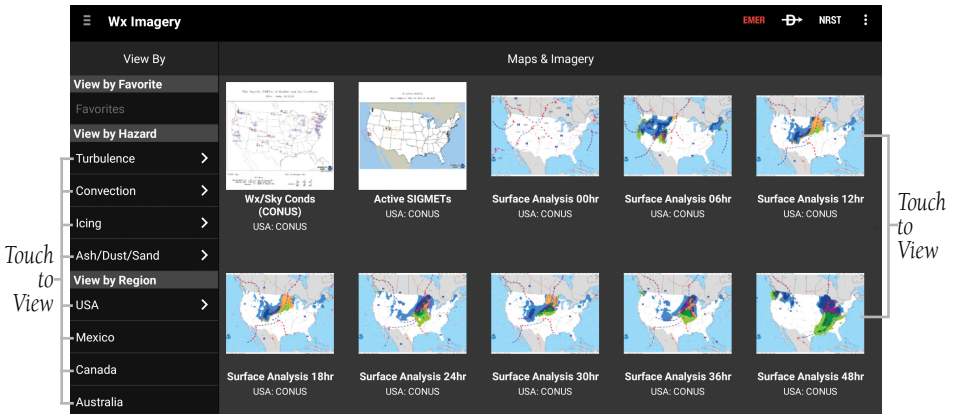 Wx Imagery
EMER
D
NRST
View By
Maps & Imagery
View by Favorite
Favorites
View by Hazard
Turbulence
Convection
Icing
Ash/Dust/Sand
View by Region
USA
Mexico
Canada
Australia
Wx/Sky Conds
(CONUS)
USA: CONUS
Active SIGMETs
USA: CONUS
Surface Analysis 00hr
USA: CONUS
Surface Analysis 06hr
USA: CONUS
Surface Analysis 12hr
USA: CONUS
Surface Analysis 18hr
USA: CONUS
Surface Analysis 24hr
USA: CONUS
Surface Analysis 30hr
USA: CONUS
Surface Analysis 36hr
USA: CONUS
Surface Analysis 48hr
USA: CONUS
Touch
to
View
Touch
to
View